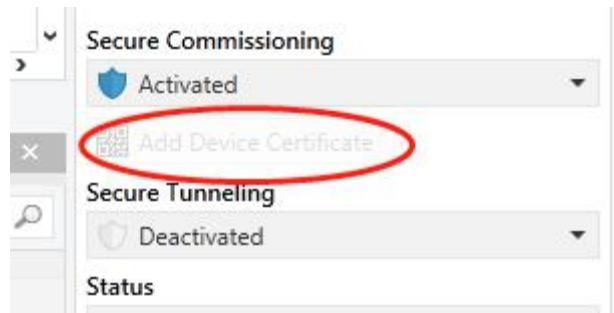 Secure Commissioning
Activated
Add Device Certificate
Secure Tunneling
Deactivated
Status